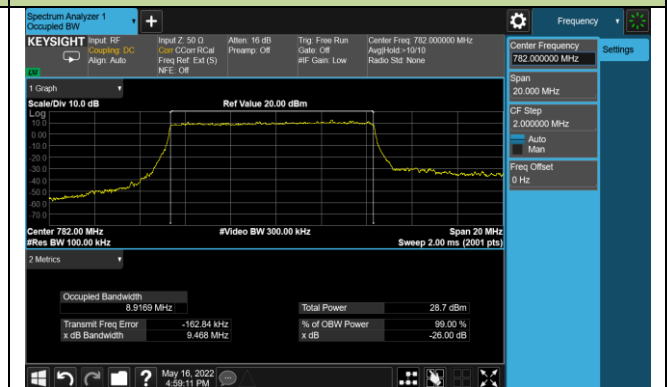 Spectrum Analyzer 1
Occupied BW
Frequency
KEYSIGHT Input: RF
Coupling: DC
Align: Auto
Input Z: 50 Ω
Corr CCorr RCal
Freq Ref: Ext (S)
NFE: Off
Atten: 16 dB
Preamp: Off
Trig: Free Run
Gate: Off
#IF Gain: Low
Center Freq: 782.000000 MHz
Avg|Hold:>10/10
Radio Std: None
Center Frequency
782.000000 MHz
Settings
Span
20.000 MHz
CF Step
2.000000 MHz
Auto
Man
Freq Offset
0 Hz
1 Graph
Scale/Div 10.0 dB
Ref Value 20.00 dBm
Log
10.0
0.00
-10.0
-20.0
-30.0
-40.0
-50.0
-60.0
-70.0
Center 782.00 MHz
#Video BW 300.00 kHz
Span 20 MHz
#Res BW 100.00 kHz
Sweep 2.00 ms (2001 pts)
2 Metrics
Occupied Bandwidth
8.9169 MHz
Total Power 28.7 dBm
Transmit Freq Error -162.84 kHz
% of OBW Power 99.00 %
x dB Bandwidth 9.468 MHz
x dB -26.00 dB
?
May 16, 2022
4:59:11 PM